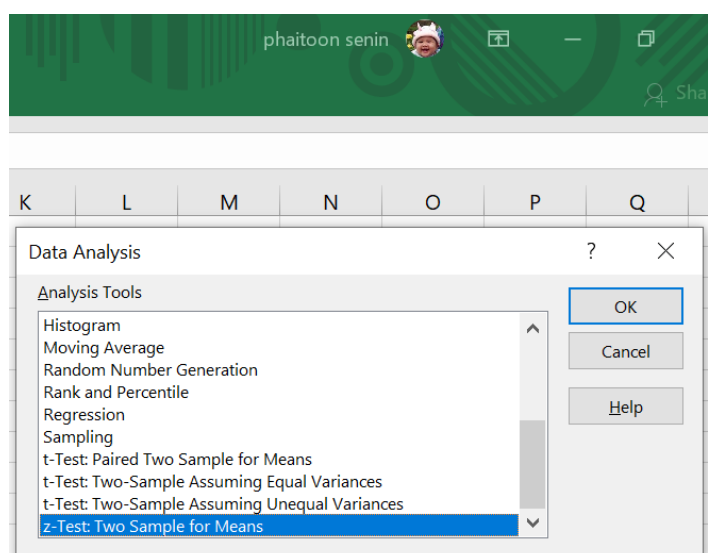 phaitoon senin
Sha
K L M N O P Q
Data Analysis ? 
Analysis Tools
OK
Histogram
Moving Average
Cancel
Random Number Generation
Rank and Percentile
Help
Regression
Sampling
t-Test: Paired Two Sample for Means
t-Test: Two-Sample Assuming Equal Variances
t-Test: Two-Sample Assuming Unequal Variances
z-Test: Two Sample for Means